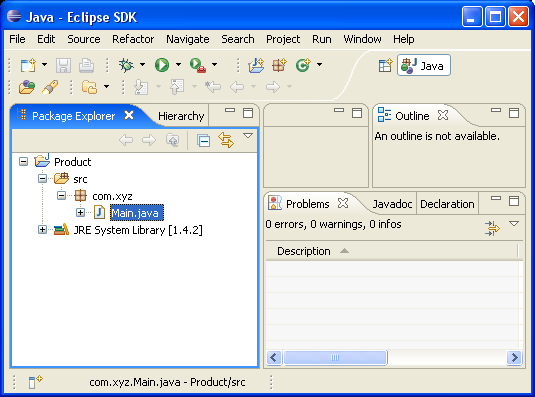 Java - Eclipse SDK
File Edit Source Refactor Navigate Search Project Run Window Help
Java
Package Explorer Hierarchy
Outline
An outline is not available.
Product
src
com.xyz
Main.java
JRE System Library [1.4.2]
Problems Javadoc Declaration
0 errors, 0 warnings, 0 infos
Description
com.xyz.Main.java - Product/src